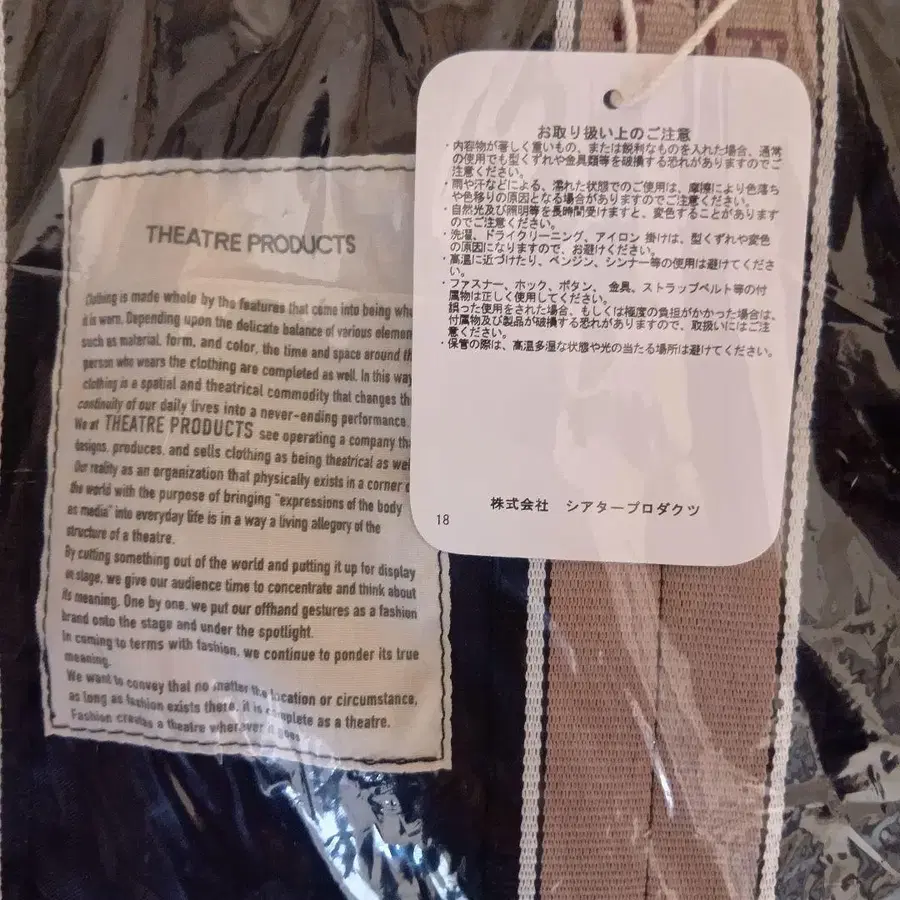 THEATRE PRODUCTS
Clothing is made whole by the features that come into being
it is worn. Depending upon the delicate balance of various
such as material, form, and color, the time and space around
person who wears the clothing are completed as well. In this way
clothing is a spatial and theatrical commodity that changes
continuity of our daily lives into a never-ending performance.
We at THEATRE PRODUCTS see operating a company
designs, produces, and sells clothing as being theatrical as
Our reality as an organization that physically exists in a corner
the world with the purpose of bringing "expressions of the body
as media" into everyday life is in a way a living allegory of the
structure of a theatre.
By cutting something out of the world and putting it up for display
on stage, we give our audience time to concentrate and think about
its meaning. One by one, we put our offhand gestures as a fashion
brand onto the stage and under the spotlight.
In coming to terms with fashion, we continue to ponder its true
meaning.
We want to convey that no matter the location or circumstance,
as long as fashion exists there, it is complete as a theatre.
Fashion creates a theatre wherever it goes
お取り扱い上のご注意
・内容物が著しく重いもの、または鋭利なものを入れた場合、通常
の使用でも型くずれや金具類等を破損する恐れがありますのでご
注意ください。
・雨や汗などによる、濡れた状態でのご使用は、摩擦により色落ち
や色移りの原因となる場合がありますのでご注意ください。
・自然光及び照明等を長時間受けますと、変色することがあります
のでご注意ください。
・洗濯、ドライクリーニング、アイロン 掛けは、型くずれや変色
の原因になりますので、お避けください。
・高温に近づけたり、ベンジン、シンナー等の使用は避けてくださ
い。
・ファスナー、ホック、ボタン、 金具、ストラップベルト等の付
属物は正しく使用してください。
誤った使用をされた場合、もしくは極度の負担がかかった場合は、
付属物及び製品が破損する恐れがありますので、取扱いにはご注
意ください。
・保管の際は、高温多湿な状態や光の当たる場所は避けてください。
株式会社 シアタープロダクツ
18